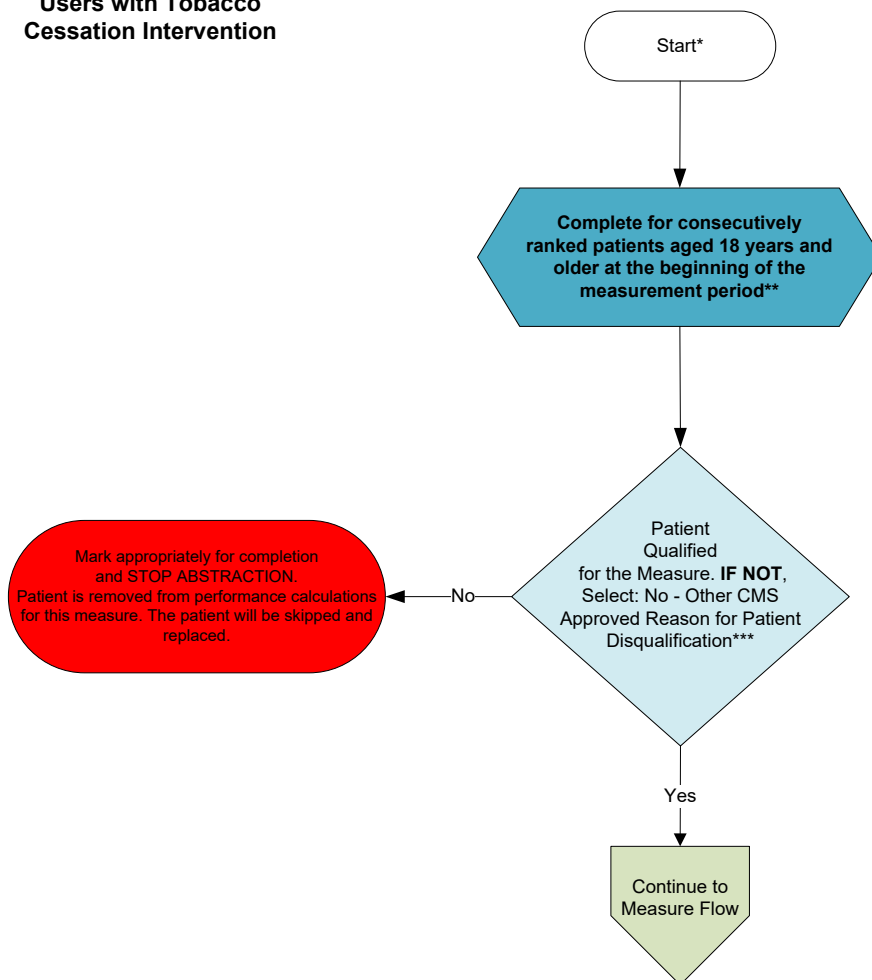 Users with Tobacco
Cessation Intervention
Start*
Complete for consecutively
ranked patients aged 18 years and
older at the beginning of the
measurement period**
Patient
Qualified
for the Measure. IF NOT,
Select: No - Other CMS
Approved Reason for Patient
Disqualification***
No
Mark appropriately for completion
and STOP ABSTRACTION.
Patient is removed from performance calculations
for this measure. The patient will be skipped and
replaced.
Yes
Continue to
Measure Flow